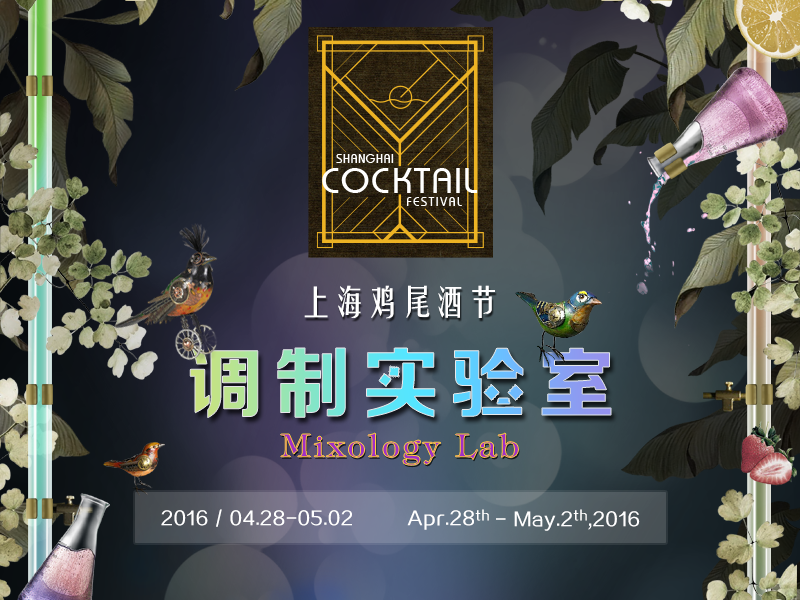 SHANGHAI
COCKTAIL
FESTIVAL
上海鸡尾酒节
调制实验室
Mixology Lab
2016 / 04.28-05.02 Apr.28th - May.2th,2016